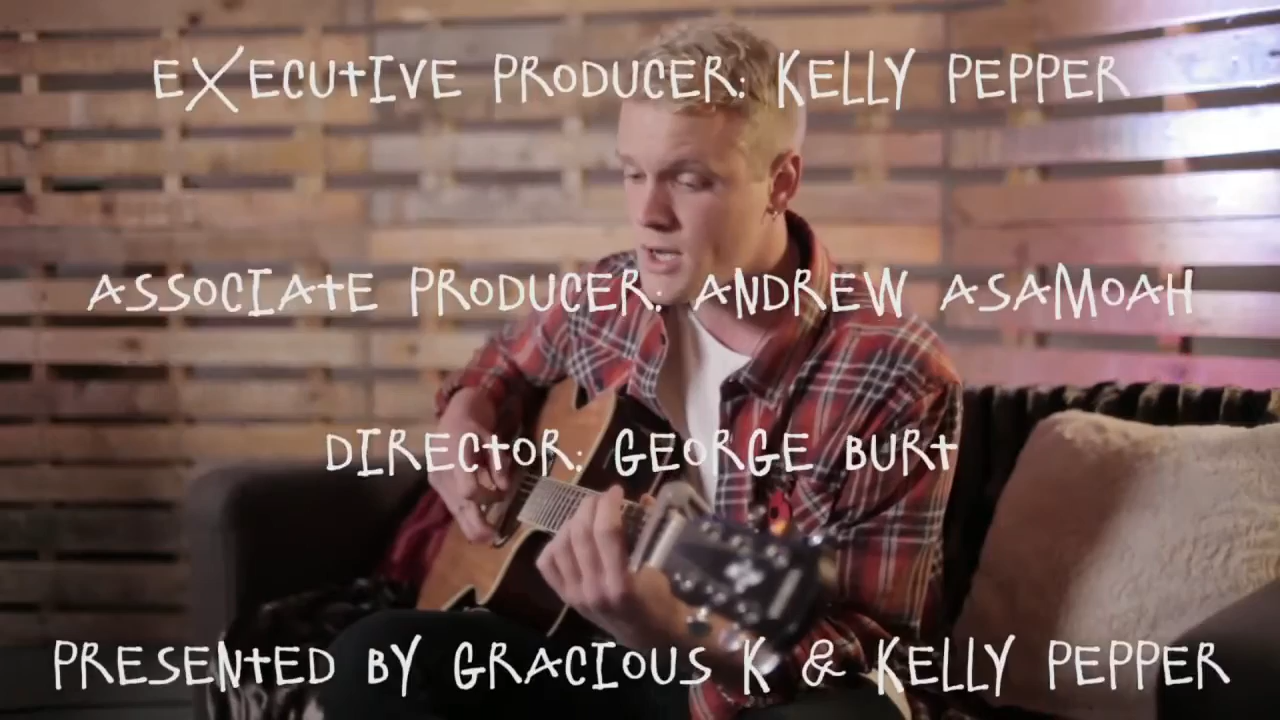 EXECUTIVE PRODUCER: KELLY PEPPER
ASSOCIATE PRODUCER: ANDREW ASAMOAH
DIRECTOR: GEORGE BURT
PRESENTED BY GRACIOUS K & KELLY PEPPER